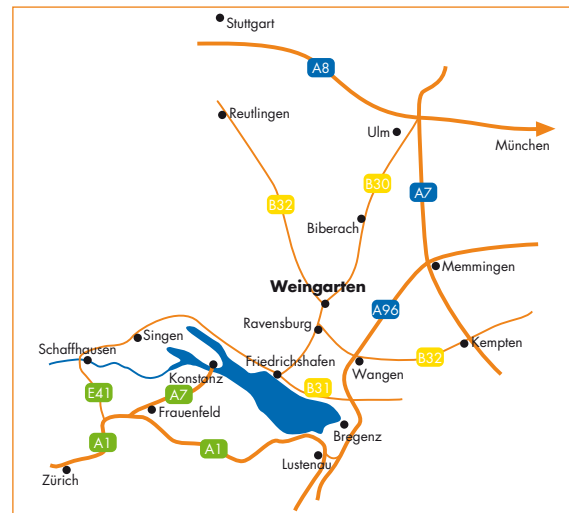 Stuttgart
A8
Reutlingen
Ulm
München
B30
A7
B32
Biberach
Memmingen
Weingarten
A96
Ravensburg
Singen
Kempten
Schaffhausen
Friedrichshafen
B32
Konstanz
Wangen
E41
A7
B31
Frauenfeld
Bregenz
A1
A1
Lustenau
Zürich